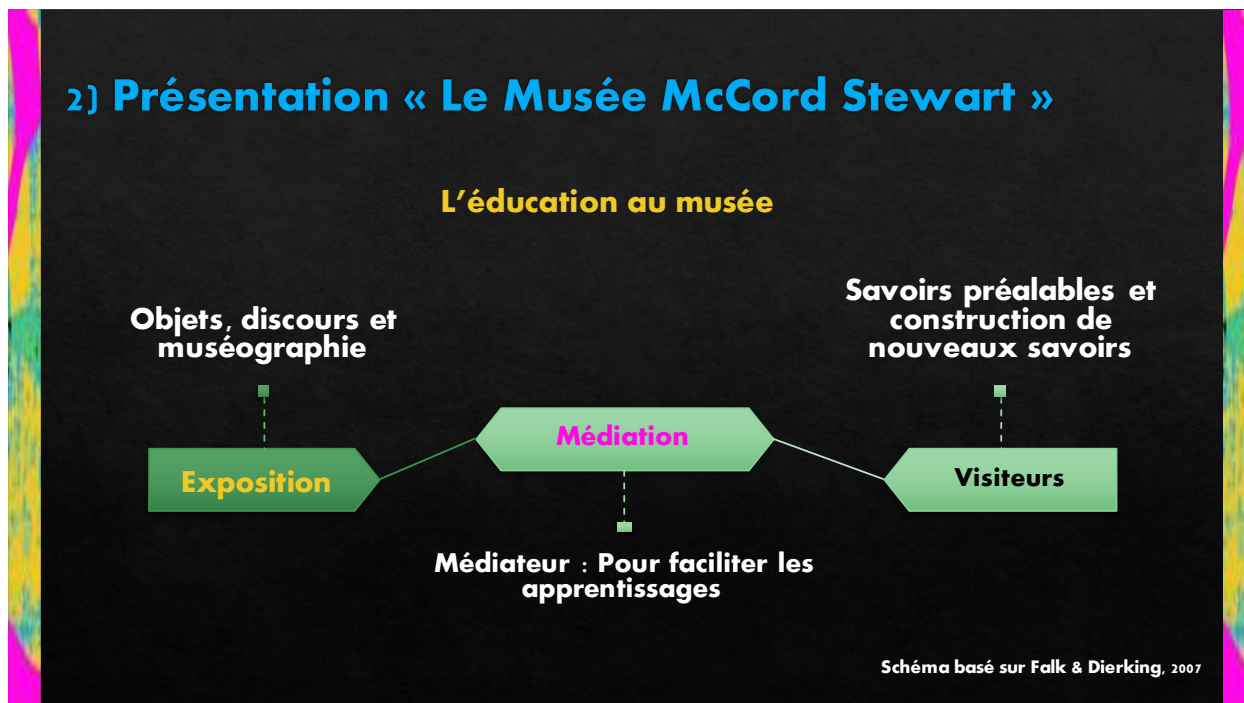 2) Présentation « Le Musée McCord Stewart »
L’éducation au musée
Objets, discours et
muséographie
Savoirs préalables et
construction de
nouveaux savoirs
Médiation
Exposition
Visiteurs
Médiateur : Pour faciliter les
apprentissages
Schéma basé sur Falk & Dierking, 2007